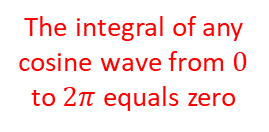 The integral of any
cosine wave from 0
to 2π equals zero